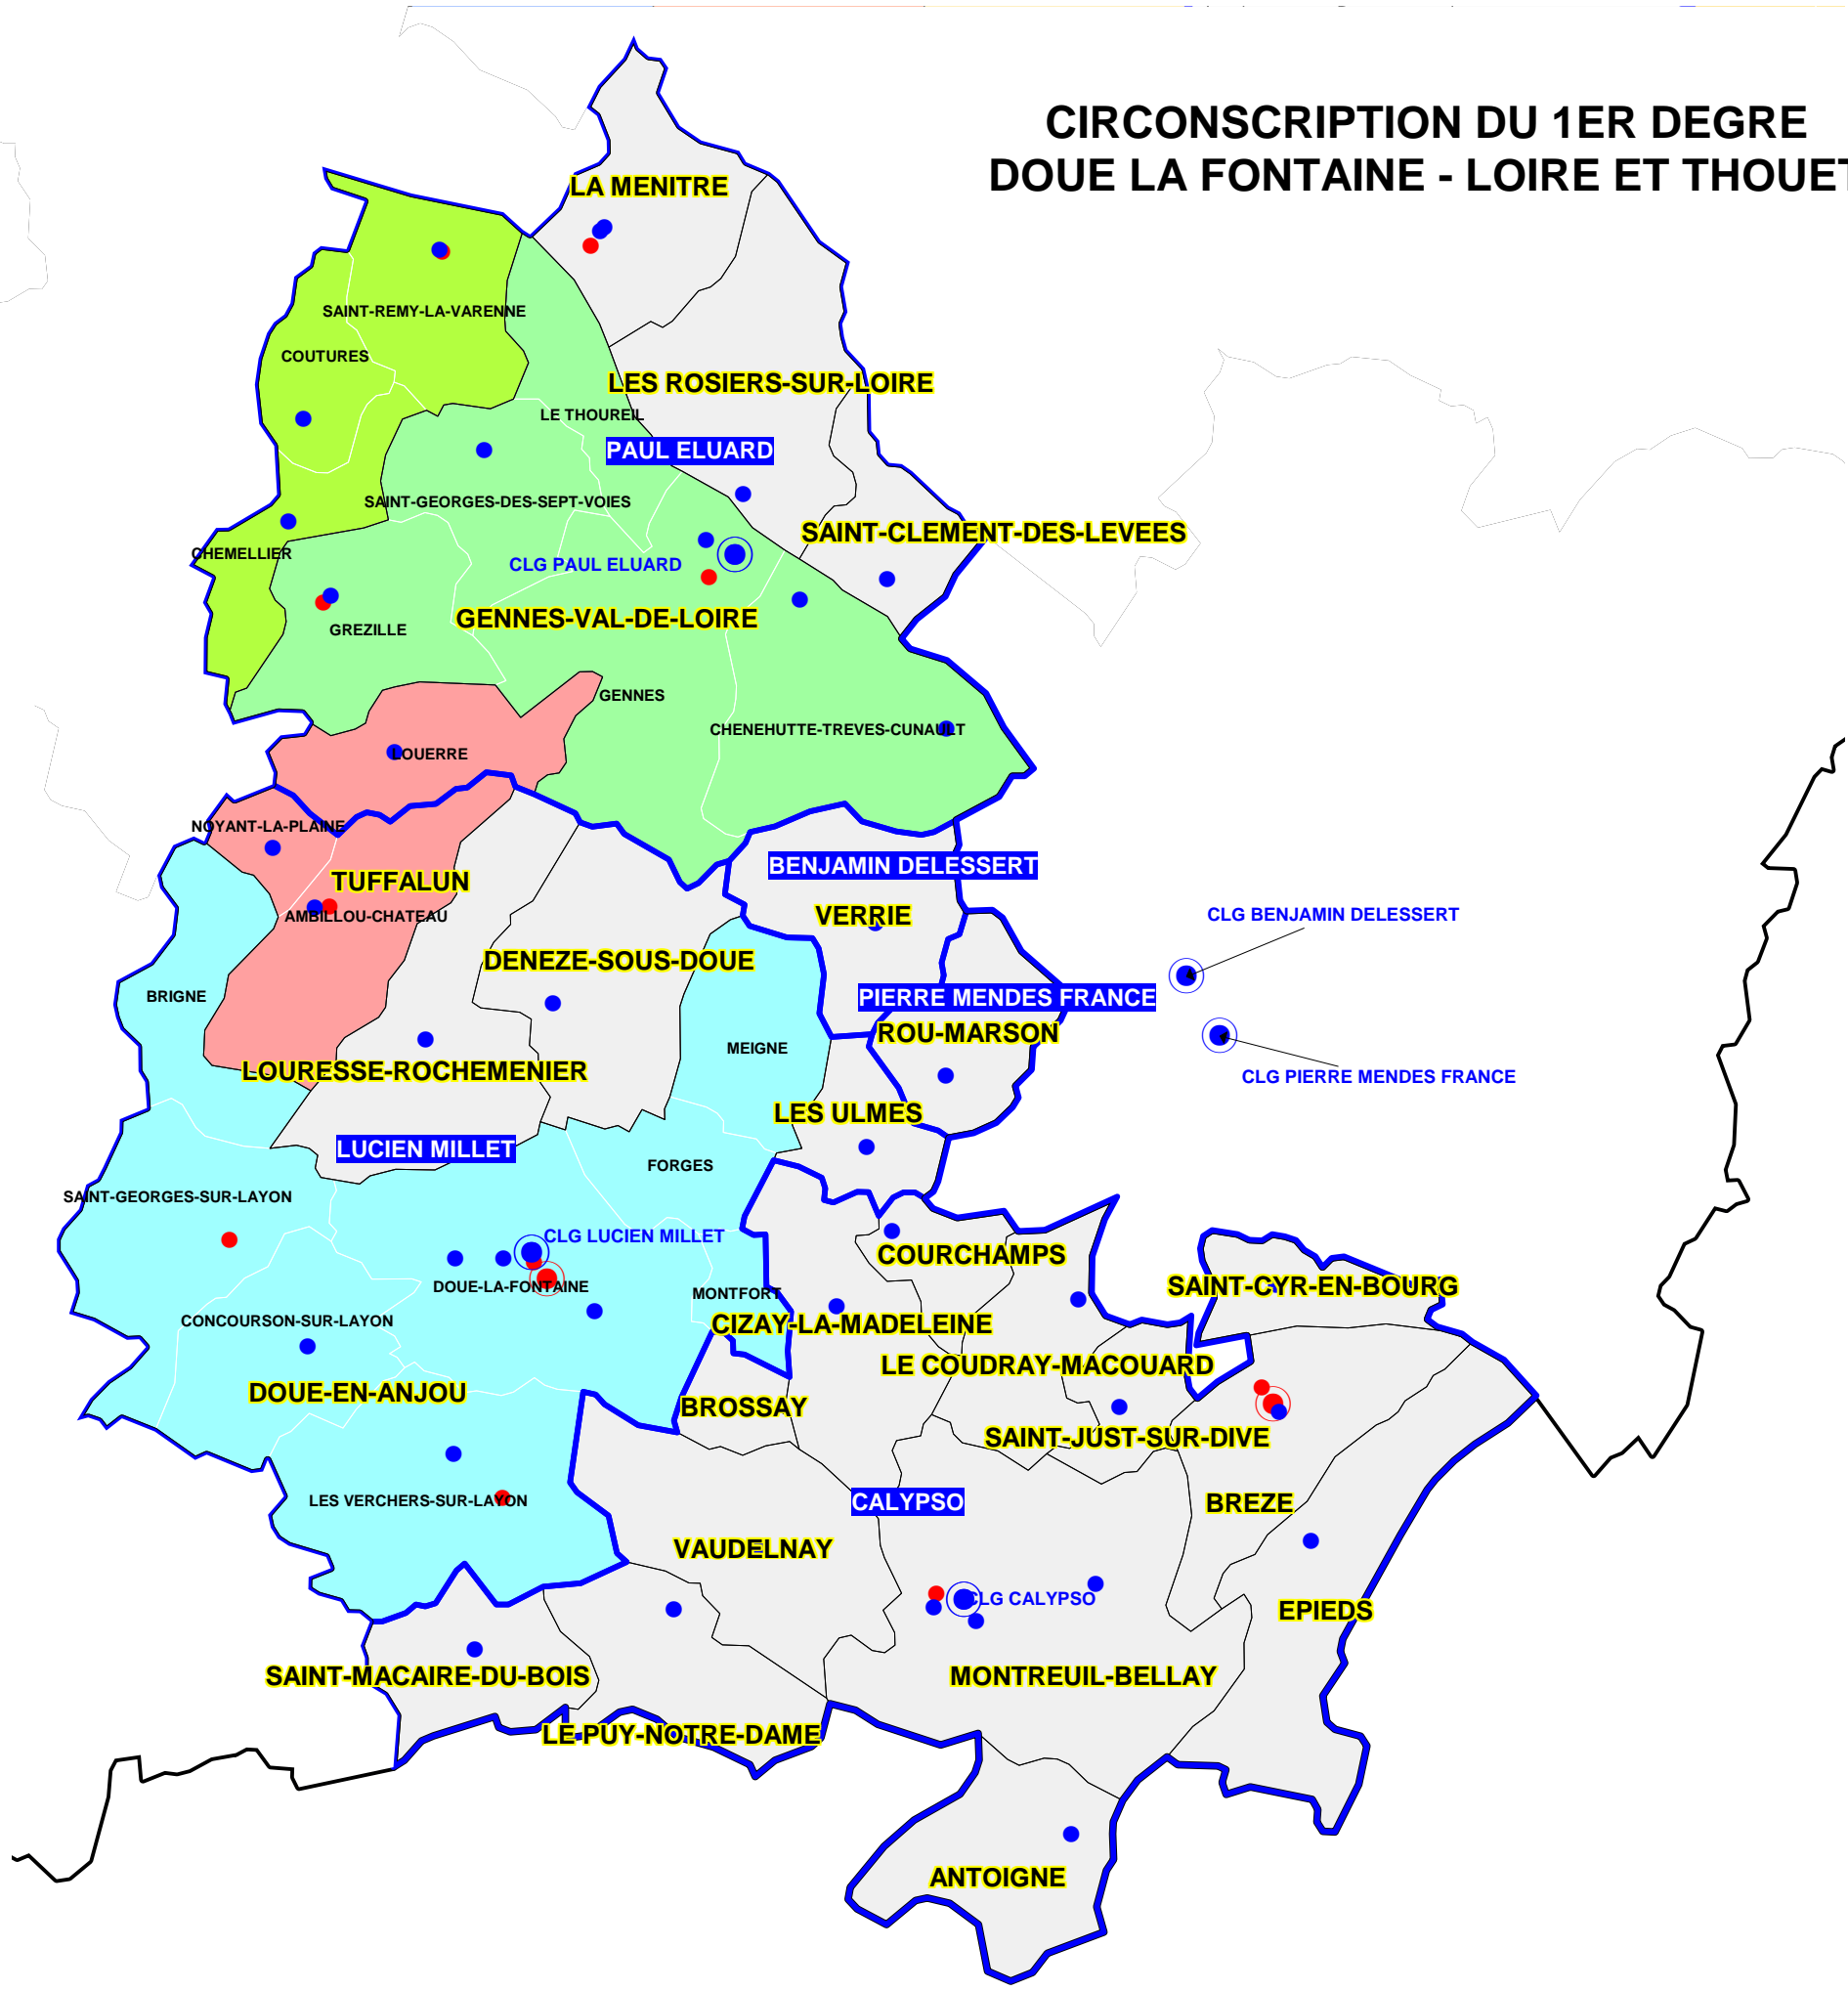 CIRCONSCRIPTION DU 1ER DEGRE
DOUE LA FONTAINE - LOIRE ET THOUET
LA MENITRE
SAINT-REMY-LA-VARENNE
COUTURES
LES ROSIERS-SUR-LOIRE
LE THOUREIL
PAUL ELUARD
SAINT-GEORGES-DES-SEPT-VOIES
SAINT-CLEMENT-DES-LEVEES
CHEMELLIER
CLG PAUL ELUARD
GENNES-VAL-DE-LOIRE
GREZILLE
GENNES
CHENEHUTTE-TREVES-CUNAULT
LOUERRE
NOYANT-LA-PLAINE
BENJAMIN DELESSERT
TUFFALUN
AMBILLOU-CHATEAU
VERRIE
CLG BENJAMIN DELESSERT
DENEZE-SOUS-DOUE
BRIGNE
PIERRE MENDES FRANCE
ROU-MARSON
MEIGNE
LOURESSE-ROCHEMENIER
CLG PIERRE MENDES FRANCE
LES ULMES
LUCIEN MILLET
FORGES
SAINT-GEORGES-SUR-LAYON
CLG LUCIEN MILLET
COURCHAMPS
DOUE-LA-FONTAINE
SAINT-CYR-EN-BOURG
MONTFORT
CONCOURSON-SUR-LAYON
CIZAY-LA-MADELEINE
LE COUDRAY-MACOUARD
DOUE-EN-ANJOU
BROSSAY
SAINT-JUST-SUR-DIVE
LES VERCHERS-SUR-LAYON
CALYPSO
BREZE
VAUDELNAY
CLG CALYPSO
EPIEDS
SAINT-MACAIRE-DU-BOIS
MONTREUIL-BELLAY
LE-PUY-NOTRE-DAME
ANTOIGNE